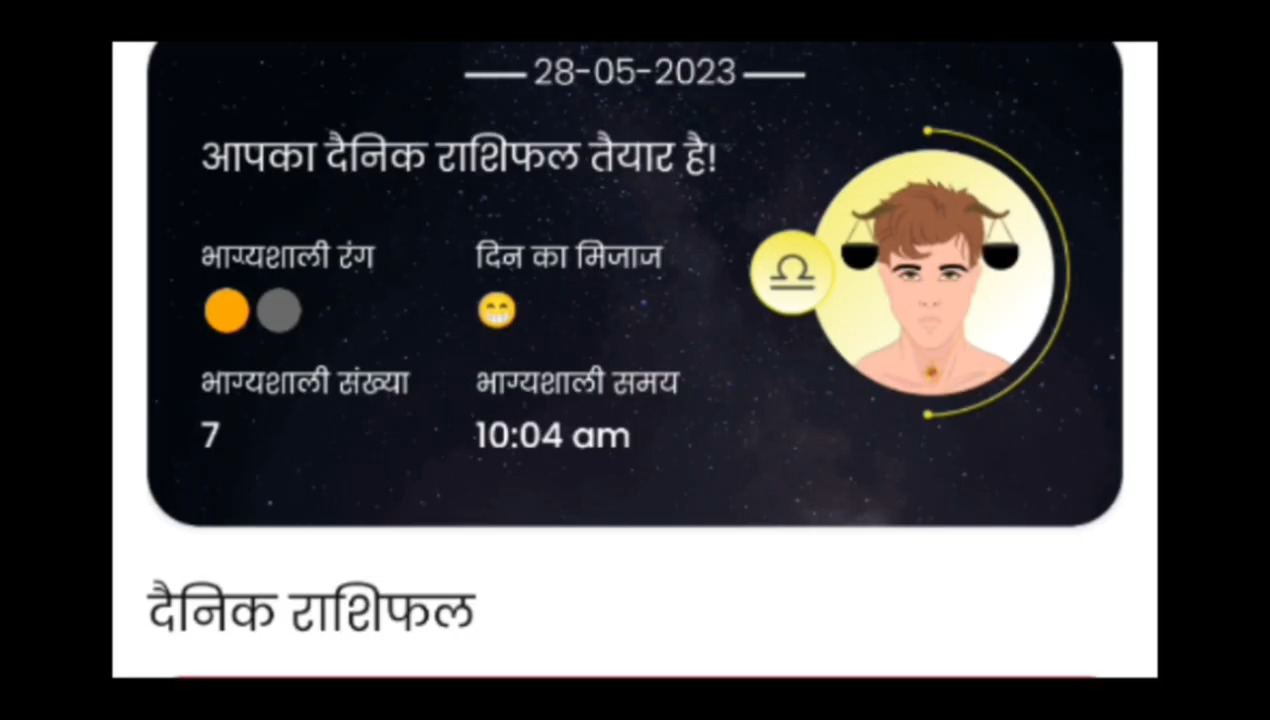 28-05-2023
आपका दैनिक राशिफल तैयार है!
भाग्यशाली रंग
दिन का मिजाज
भाग्यशाली संख्या
भाग्यशाली समय
7
10:04 am
दैनिक राशिफल